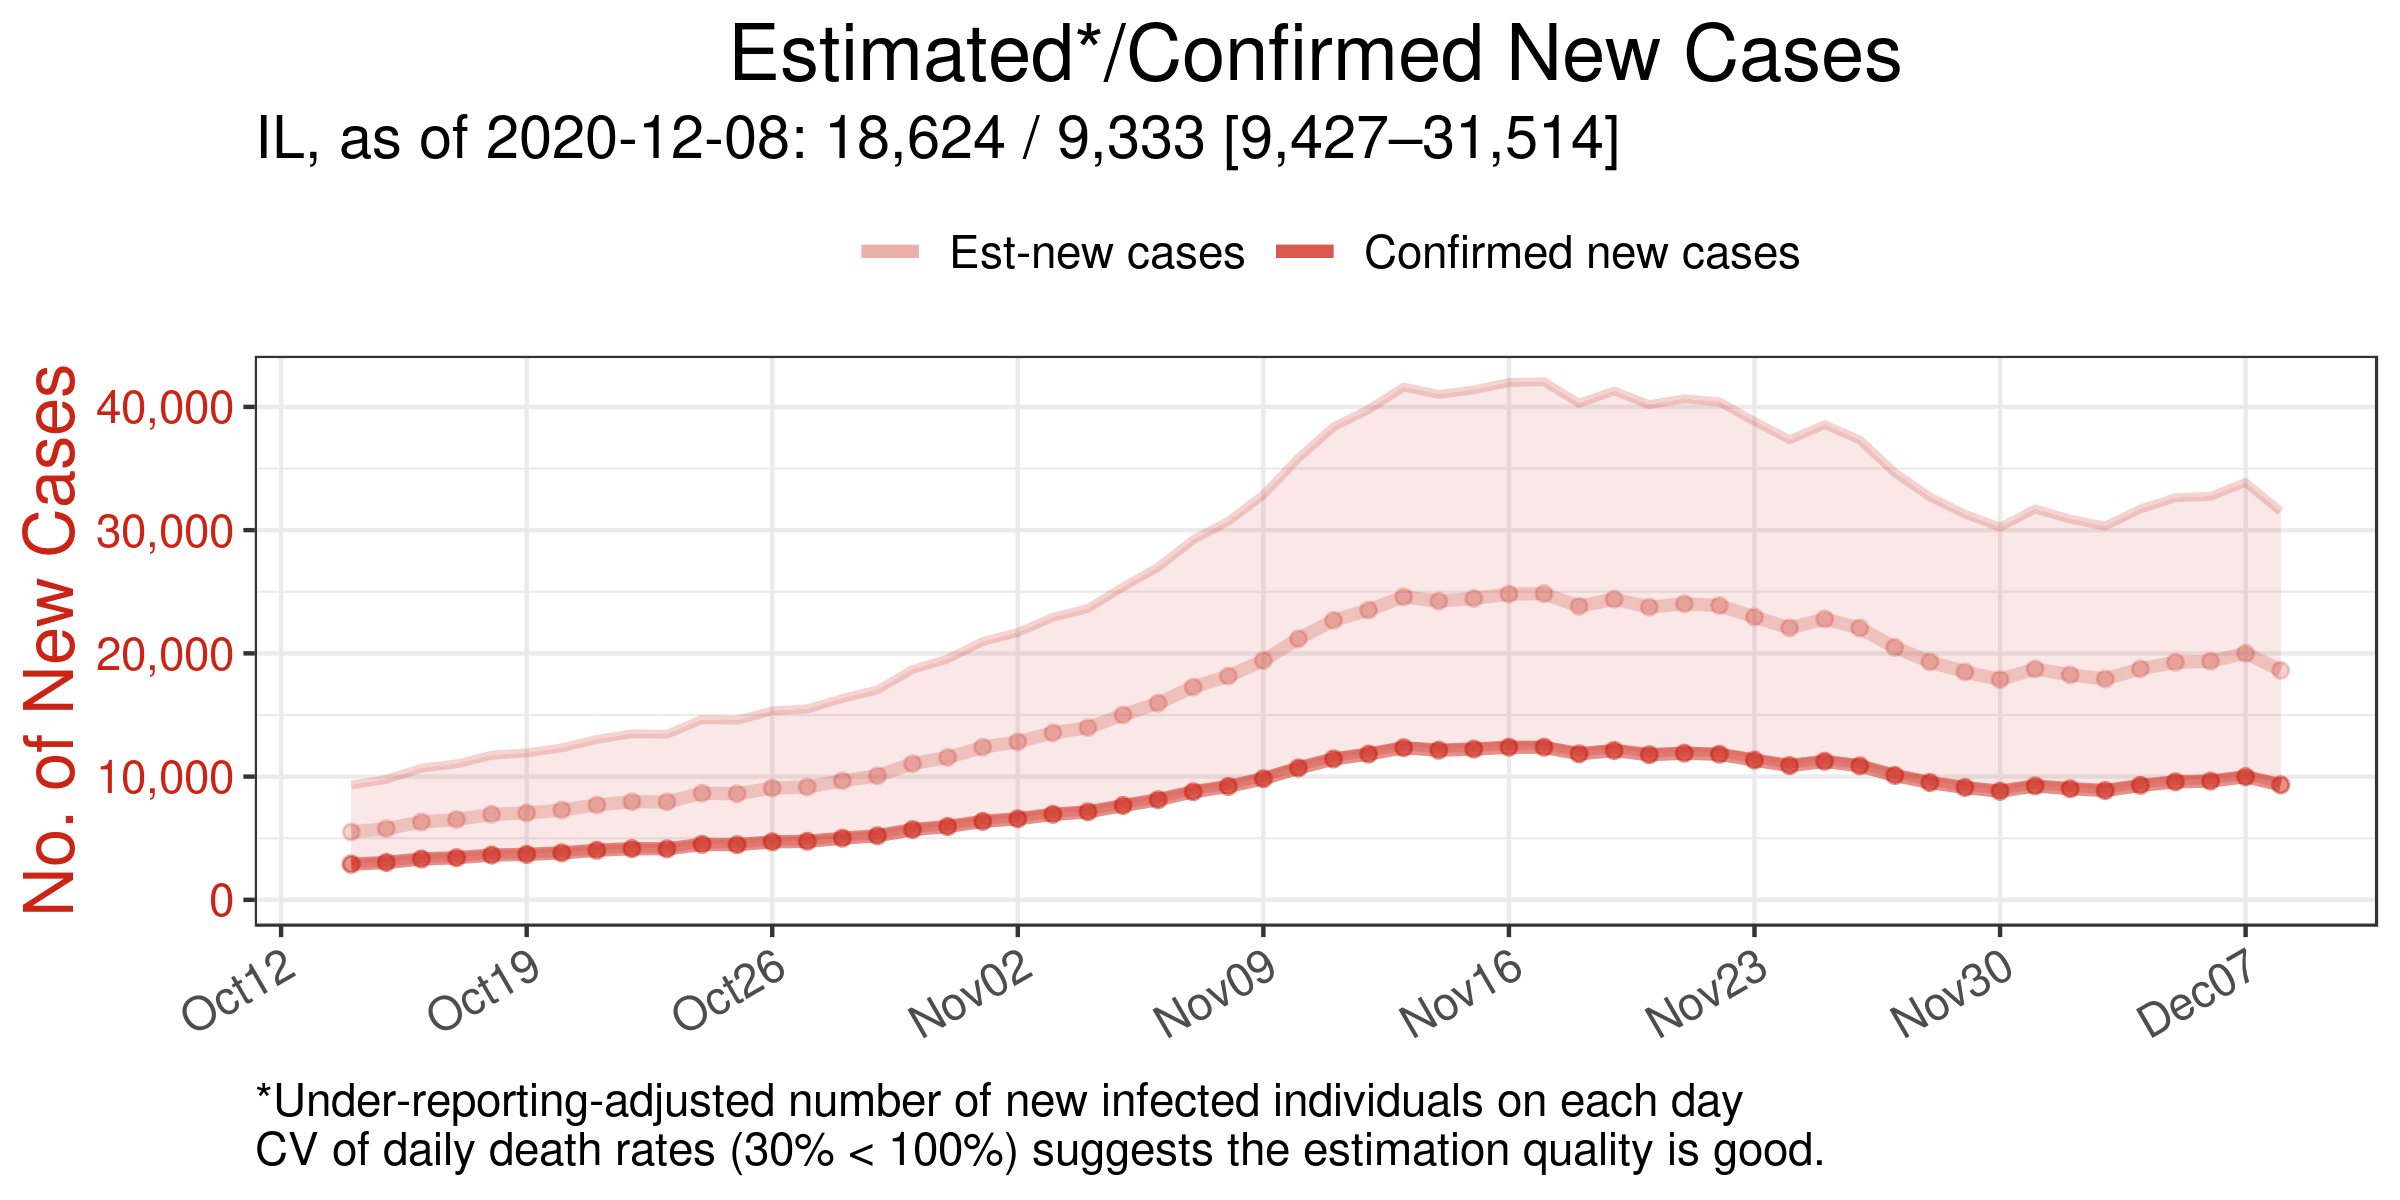 Estimated*/Confirmed New Cases
IL, as of 2020-12-08: 18,624 / 9,333 [9,427–31,514]
Est-new cases Confirmed new cases
No. of New Cases
40,000
30,000
20,000
10,000
0
Oct12 Oct19 Oct26 Nov02 Nov09 Nov16 Nov23 Nov30 Dec07
*Under-reporting-adjusted number of new infected individuals on each day
CV of daily death rates (30% < 100%) suggests the estimation quality is good.